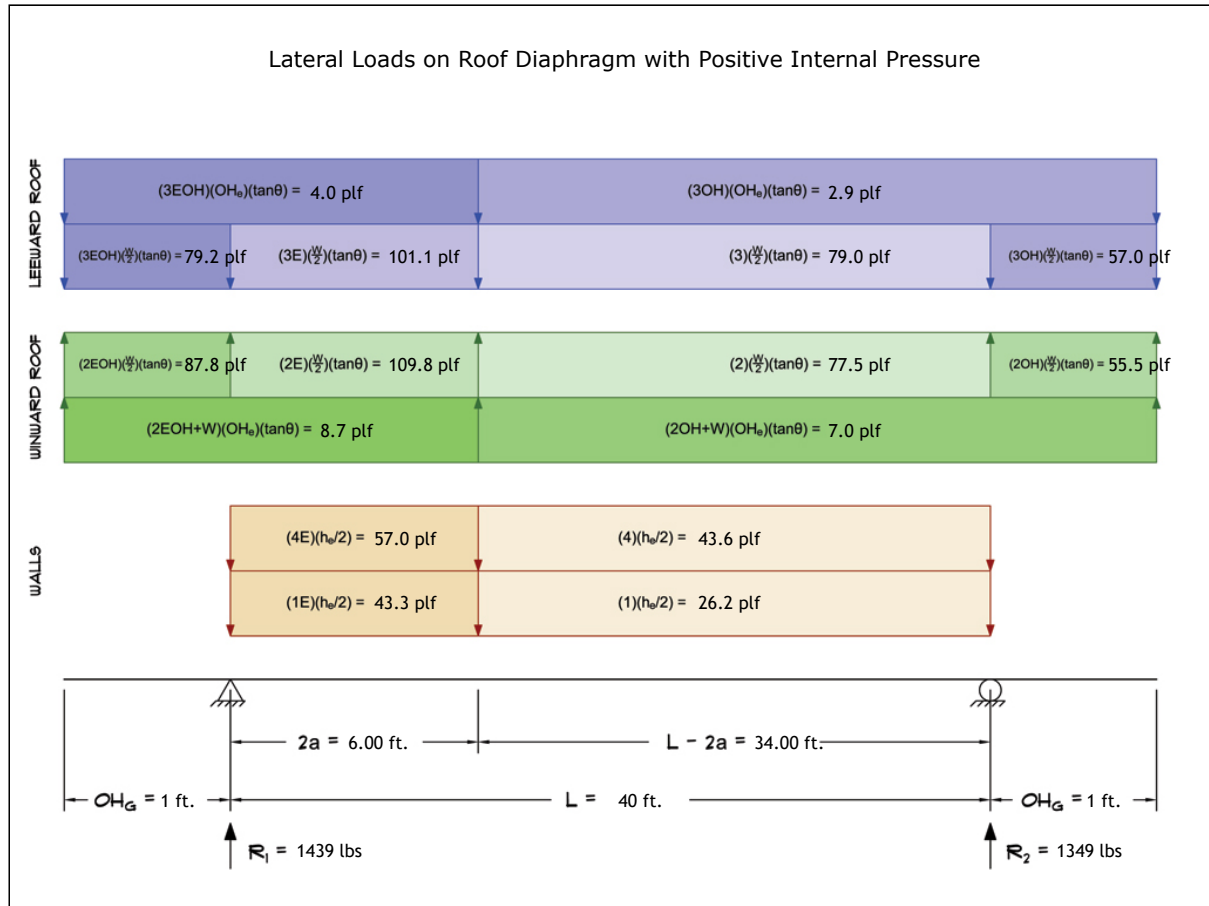 Lateral Loads on Roof Diaphragm with Positive Internal Pressure
LEEWARD ROOF
(3EOH)(OHₑ)(tanθ) = 4.0 plf
(3OH)(OHₑ)(tanθ) = 2.9 plf
(3EOH)(W/2)(tanθ) = 79.2 plf
(3E)(W/2)(tanθ) = 101.1 plf
(3)(W/2)(tanθ) = 79.0 plf
(3OH)(W/2)(tanθ) = 57.0 plf
WINWARD ROOF
(2EOH)(W/2)(tanθ) = 87.8 plf
(2E)(W/2)(tanθ) = 109.8 plf
(2)(W/2)(tanθ) = 77.5 plf
(2OH)(W/2)(tanθ) = 55.5 plf
(2EOH+W)(OHₑ)(tanθ) = 8.7 plf
(2OH+W)(OHₑ)(tanθ) = 7.0 plf
WALLS
(4E)(hₑ/2) = 57.0 plf
(4)(hₑ/2) = 43.6 plf
(1E)(hₑ/2) = 43.3 plf
(1)(hₑ/2) = 26.2 plf
2a = 6.00 ft.
L - 2a = 34.00 ft.
OH_G = 1 ft.
L = 40 ft.
OH_G = 1 ft.
R₁ = 1439 lbs
R₂ = 1349 lbs